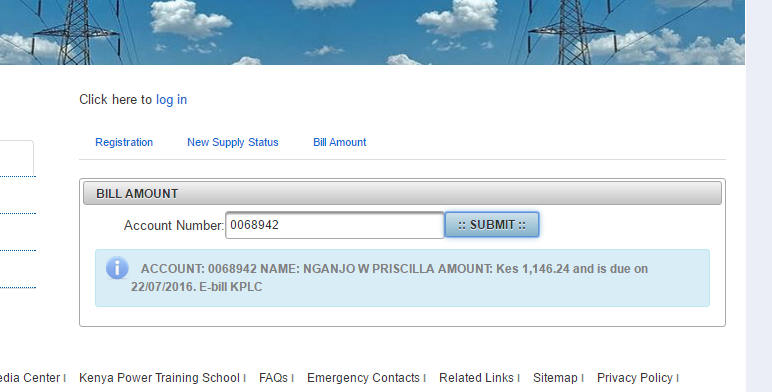 Click here to log in
Registration New Supply Status Bill Amount
BILL AMOUNT
Account Number: 0068942 :: SUBMIT ::
ACCOUNT: 0068942 NAME: NGANJO W PRISCILLA AMOUNT: Kes 1,146.24 and is due on
22/07/2016. E-bill KPLC
edia Center | Kenya Power Training School | FAQs | Emergency Contacts | Related Links | Sitemap | Privacy Policy |